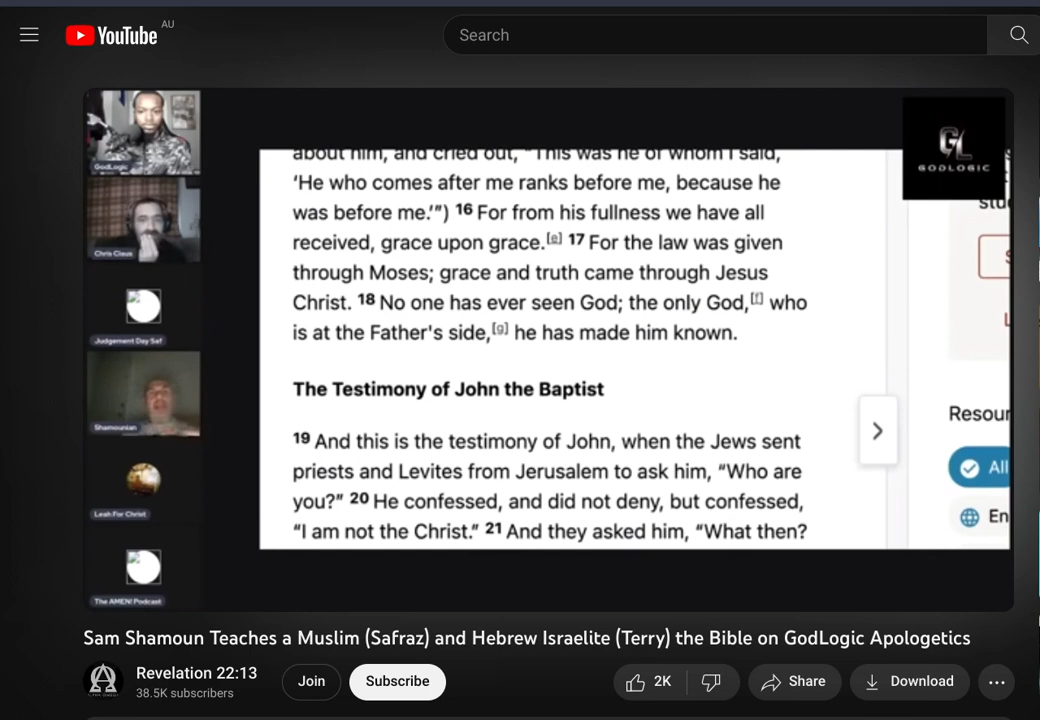 YouTube
AU
Search
GodLogic
Chris Claus
Judgement Day Saf
Shamounian
Leah For Christ
The AMEN! Podcast
GL
GODLOGIC
about him, and cried out, “This was he of whom I said,
‘He who comes after me ranks before me, because he
was before me.’”) 16 For from his fullness we have all
received, grace upon grace.[e] 17 For the law was given
through Moses; grace and truth came through Jesus
Christ. 18 No one has ever seen God; the only God,[f] who
is at the Father's side,[g] he has made him known.
The Testimony of John the Baptist
19 And this is the testimony of John, when the Jews sent
priests and Levites from Jerusalem to ask him, “Who are
you?” 20 He confessed, and did not deny, but confessed,
“I am not the Christ.” 21 And they asked him, “What then?
Resour
All
En
Sam Shamoun Teaches a Muslim (Safraz) and Hebrew Israelite (Terry) the Bible on GodLogic Apologetics
Revelation 22:13
38.5K subscribers
Join
Subscribe
2K
Share
Download